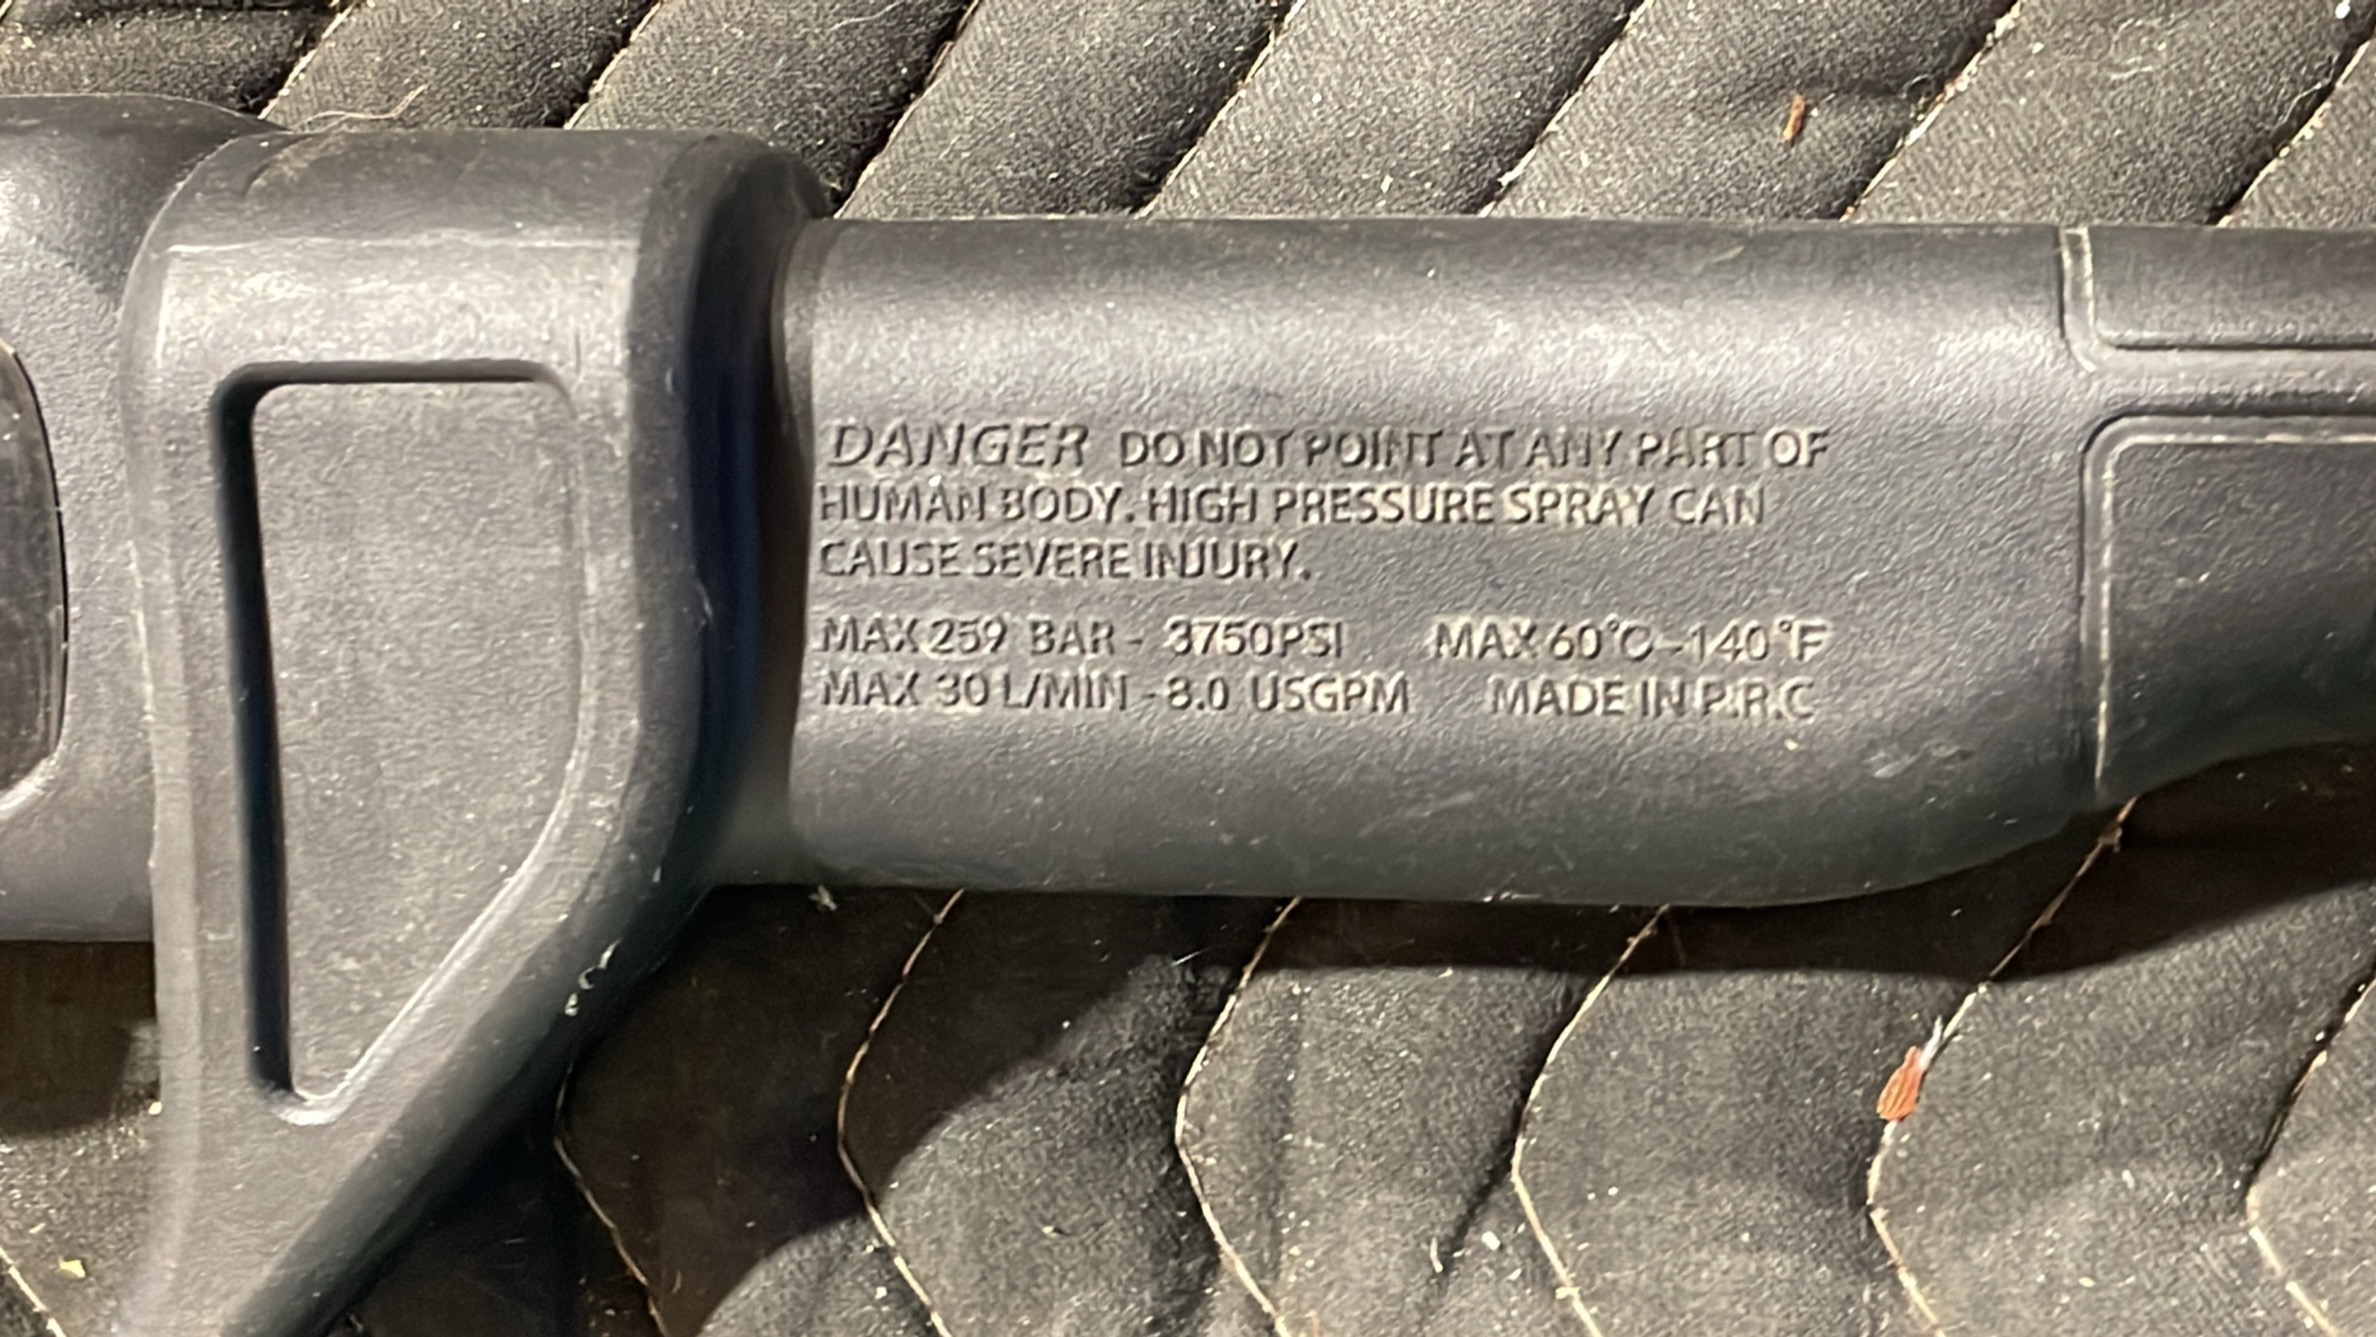 DANGER DO NOT POINT AT ANY PART OF
HUMAN BODY. HIGH PRESSURE SPRAY CAN
CAUSE SEVERE INJURY.
MAX 259 BAR - 3750PSI MAX 60°C-140°F
MAX 30 L/MIN - 8.0 USGPM MADE IN P.R.C